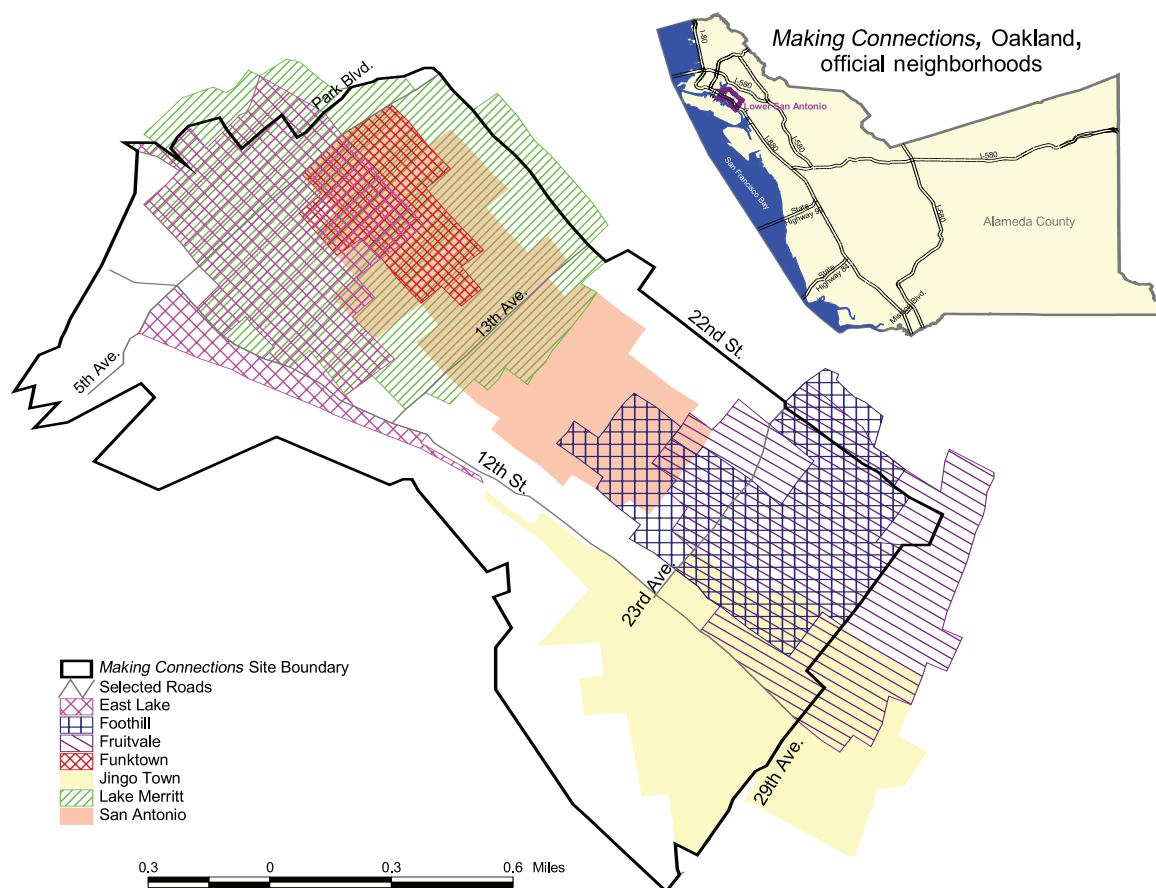 Making Connections, Oakland,
official neighborhoods
I-80
I-580
Lower San Antonio
I-880
I-580
I-580
I-680
San Francisco Bay
State
Highway 92
Alameda County
State
Highway 84
Mission Blvd.
Park Blvd.
13th Ave.
22nd St.
5th Ave.
12th St.
23rd Ave.
29th Ave.
Making Connections Site Boundary
Selected Roads
East Lake
Foothill
Fruitvale
Funktown
Jingo Town
Lake Merritt
San Antonio
0.3 0 0.3 0.6 Miles